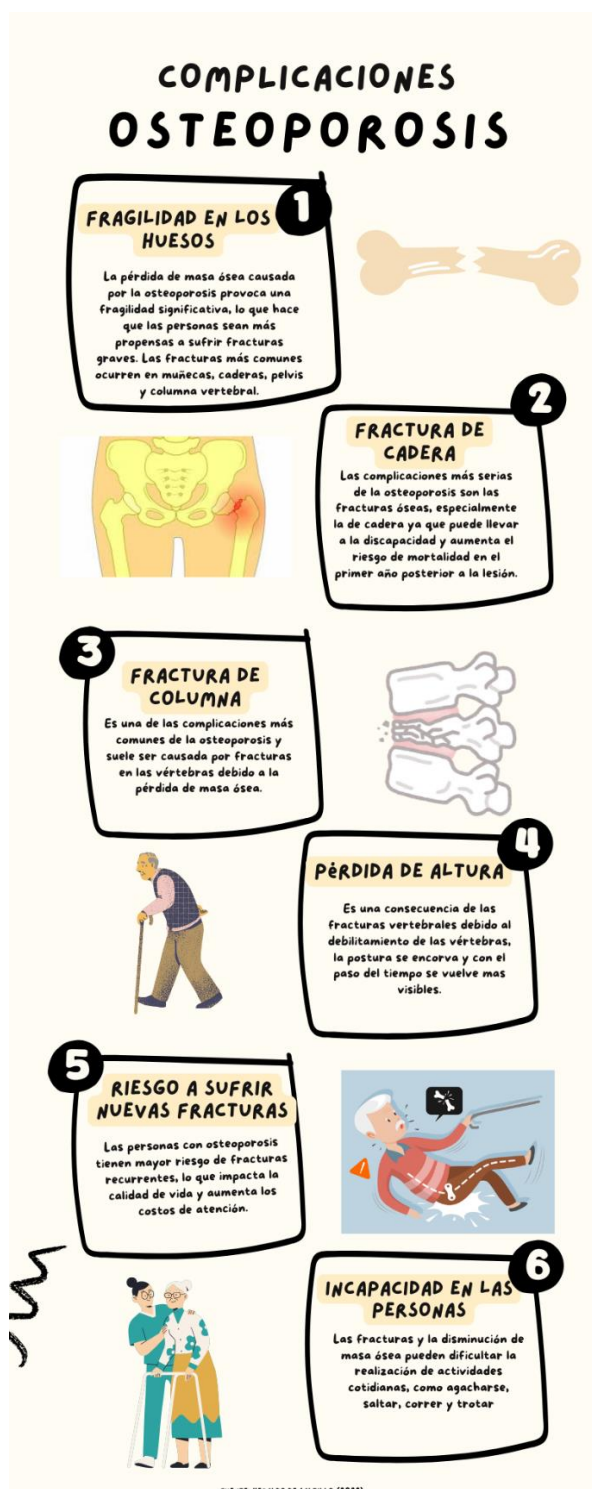 COMPLICACIONES
OSTEOPOROSIS
1
FRAGILIDAD EN LOS
HUESOS
La pérdida de masa ósea causada
por la osteoporosis provoca una
fragilidad significativa, lo que hace
que las personas sean más
propensas a sufrir fracturas
graves. Las fracturas más comunes
ocurren en muñecas, caderas, pelvis
y columna vertebral.
2
FRACTURA DE
CADERA
Las complicaciones más serias
de la osteoporosis son las
fracturas óseas, especialmente
la de cadera ya que puede llevar
a la discapacidad y aumenta el
riesgo de mortalidad en el
primer año posterior a la lesión.
3
FRACTURA DE
COLUMNA
Es una de las complicaciones más
comunes de la osteoporosis y
suele ser causada por fracturas
en las vértebras debido a la
pérdida de masa ósea.
4
PÉRDIDA DE ALTURA
Es una consecuencia de las
fracturas vertebrales debido al
debilitamiento de las vértebras,
la postura se encorva y con el
paso del tiempo se vuelve mas
visibles.
5
RIESGO A SUFRIR
NUEVAS FRACTURAS
Las personas con osteoporosis
tienen mayor riesgo de fracturas
recurrentes, lo que impacta la
calidad de vida y aumenta los
costos de atención.
6
INCAPACIDAD EN LAS
PERSONAS
Las fracturas y la disminución de
masa ósea pueden dificultar la
realización de actividades
cotidianas, como agacharse,
saltar, correr y trotar